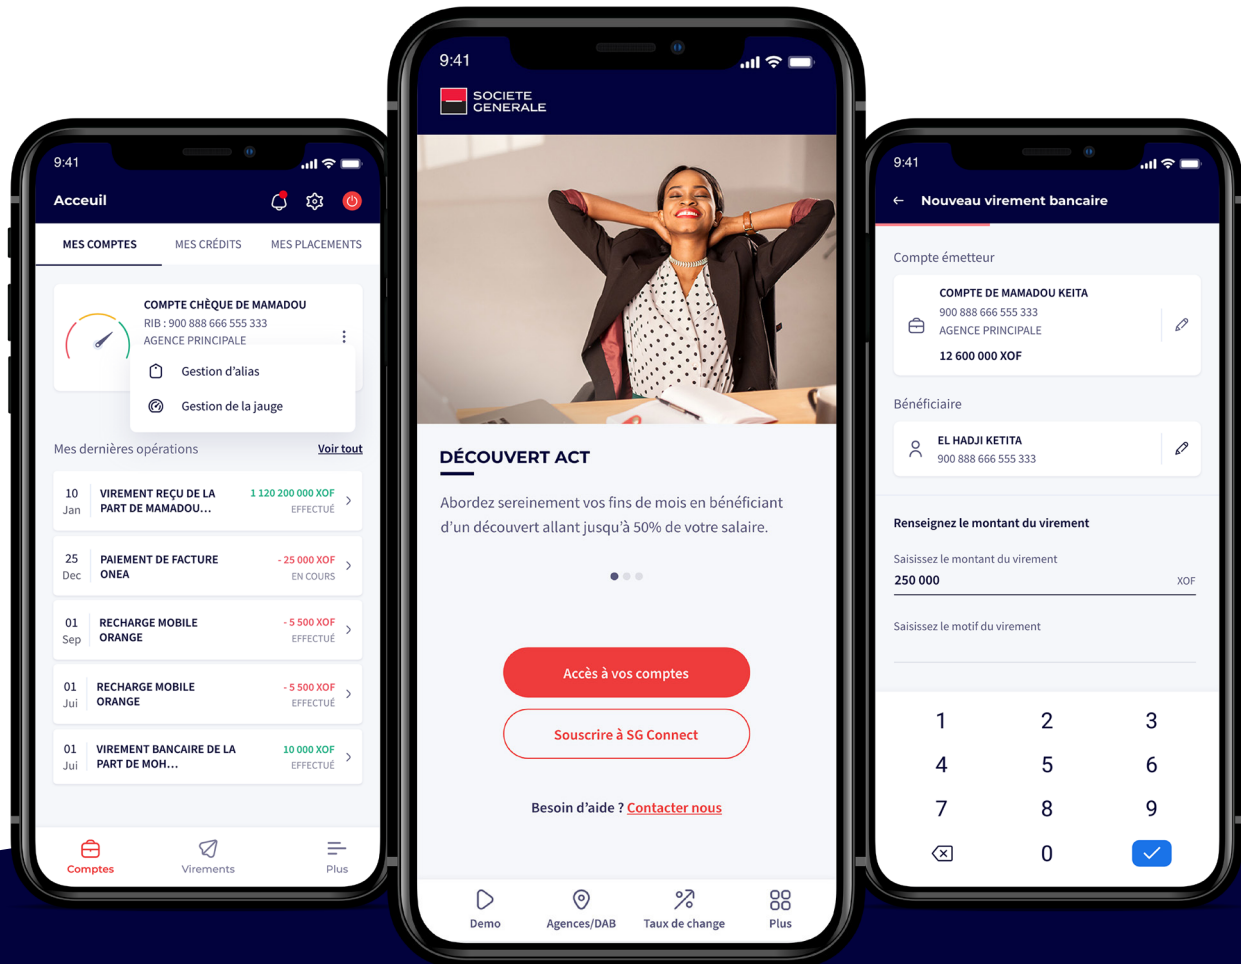 9:41
Acceuil
MES COMPTES
MES CRÉDITS
MES PLACEMENTS
COMPTE CHÈQUE DE MAMADOU
RIB : 900 888 666 555 333
AGENCE PRINCIPALE
Gestion d'alias
Gestion de la jauge
Mes dernières opérations
Voir tout
10 Jan
VIREMENT REÇU DE LA
PART DE MAMADOU...
1 120 200 000 XOF
EFFECTUÉ
25 Dec
PAIEMENT DE FACTURE
ONEA
- 25 000 XOF
EN COURS
01 Sep
RECHARGE MOBILE
ORANGE
- 5 500 XOF
EFFECTUÉ
01 Jui
RECHARGE MOBILE
ORANGE
- 5 500 XOF
EFFECTUÉ
01 Jui
VIREMENT BANCAIRE DE LA
PART DE MOH...
10 000 XOF
EFFECTUÉ
Comptes
Virements
Plus
9:41
SOCIETE
GENERALE
DÉCOUVERT ACT
Abordez sereinement vos fins de mois en bénéficiant
d'un découvert allant jusqu'à 50% de votre salaire.
Accès à vos comptes
Souscrire à SG Connect
Besoin d'aide ? Contacter nous
Demo
Agences/DAB
Taux de change
Plus
9:41
Nouveau virement bancaire
Compte émetteur
COMPTE DE MAMADOU KEITA
900 888 666 555 333
AGENCE PRINCIPALE
12 600 000 XOF
Bénéficiaire
EL HADJI KETITA
900 888 666 555 333
Renseignez le montant du virement
Saisissez le montant du virement
250 000 XOF
Saisissez le motif du virement
1 2 3
4 5 6
7 8 9
0